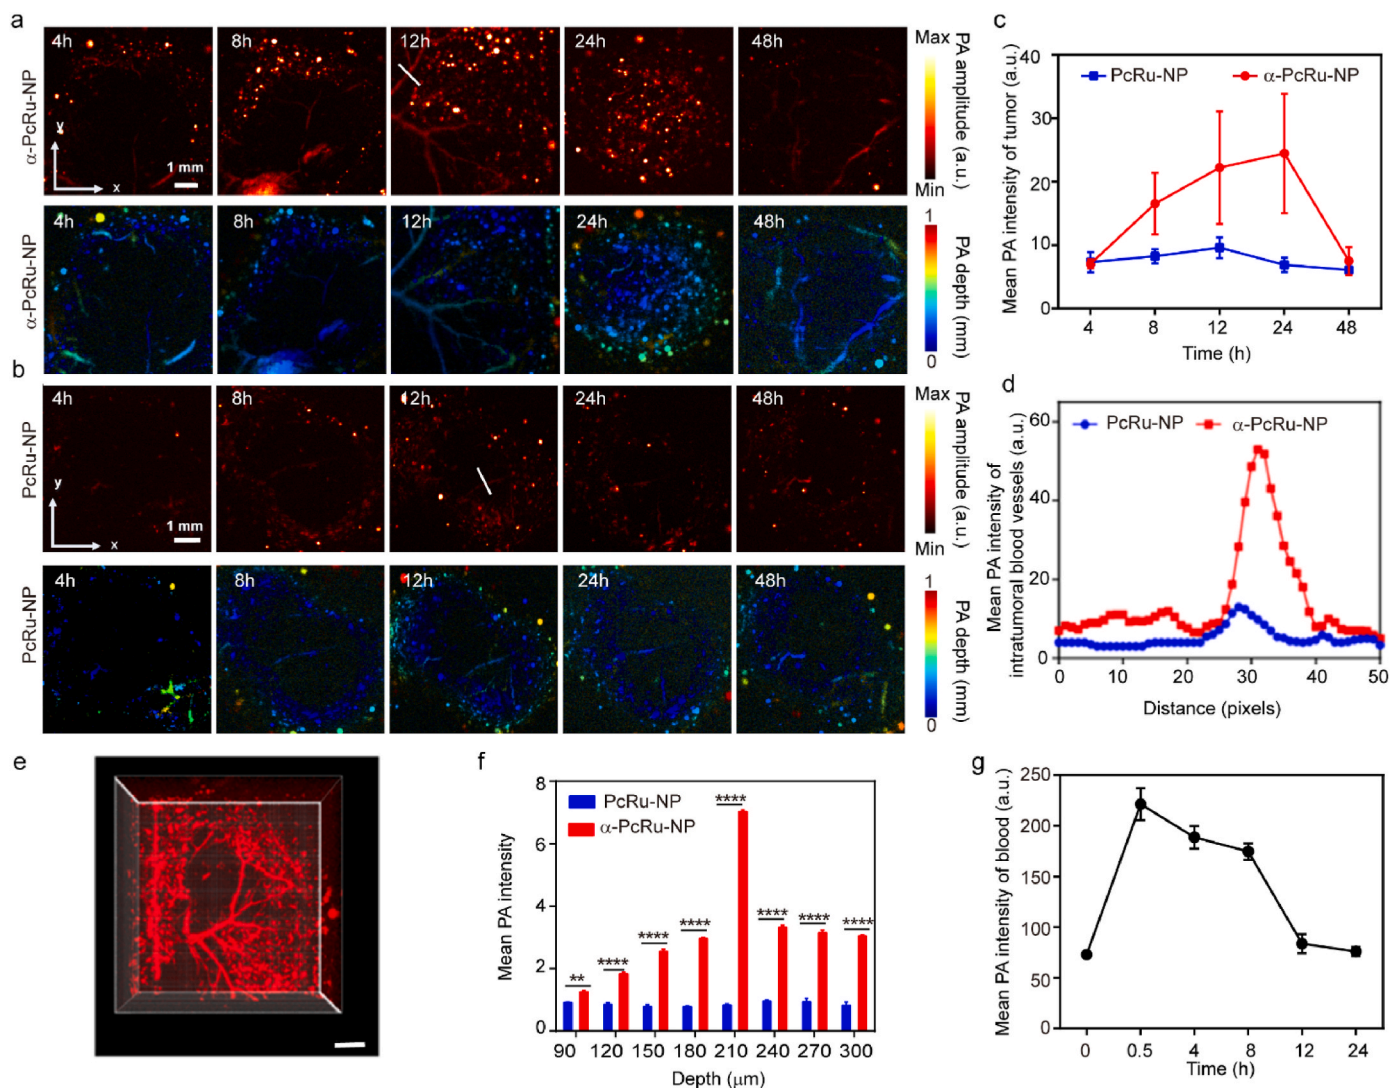 a
α-PcRu-NP
4h
8h
12h
24h
48h
y
x
1 mm
Max
Min
PA amplitude (a.u.)
α-PcRu-NP
4h
8h
12h
24h
48h
1
0
PA depth (mm)
b
PcRu-NP
4h
8h
12h
24h
48h
y
x
1 mm
Max
Min
PA amplitude (a.u.)
PcRu-NP
4h
8h
12h
24h
48h
1
0
PA depth (mm)
c
Mean PA intensity of tumor (a.u.)
40
30
20
10
0
PcRu-NP
α-PcRu-NP
4 8 12 24 48
Time (h)
d
Mean PA intensity of
intratumoral blood vessels (a.u.)
60
40
20
0
PcRu-NP
α-PcRu-NP
0 10 20 30 40 50
Distance (pixels)
e
f
Mean PA intensity
8
6
4
2
0
PcRu-NP
α-PcRu-NP
** **** **** **** **** **** **** ****
90 120 150 180 210 240 270 300
Depth (μm)
g
Mean PA intensity of blood (a.u.)
250
200
150
100
50
0
0 0.5 4 8 12 24
Time (h)